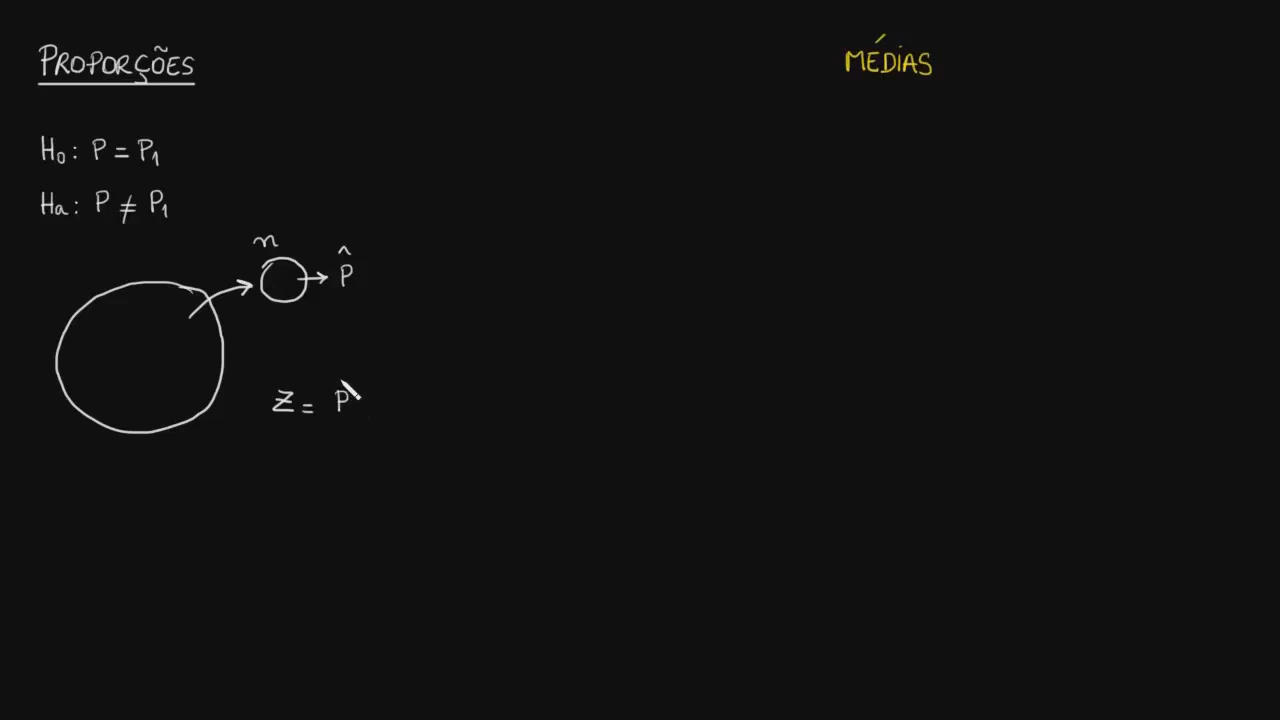 PROPORÇÕES
H₀: P = P₁
Ha: P ≠ P₁
n
p̂
Z = P
MÉDIAS